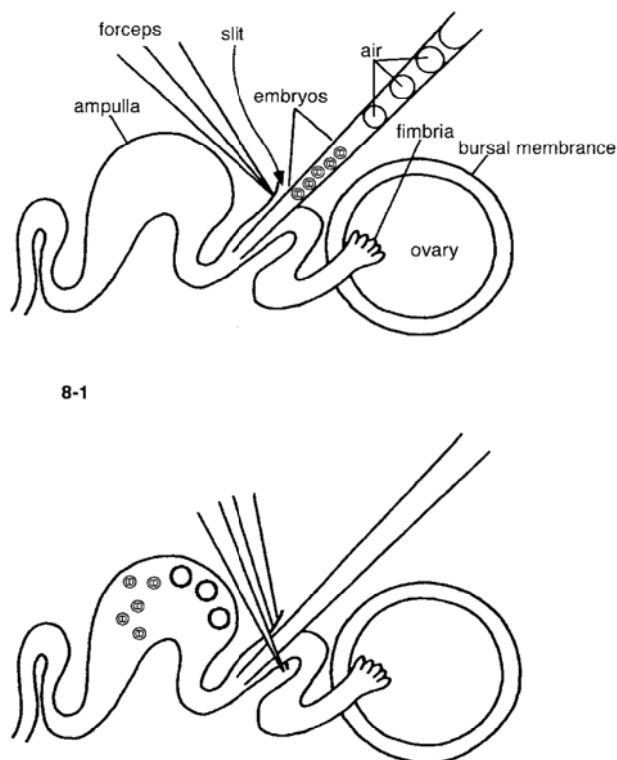 forceps
slit
air
ampulla
embryos
fimbria
bursal membrance
ovary
8-1